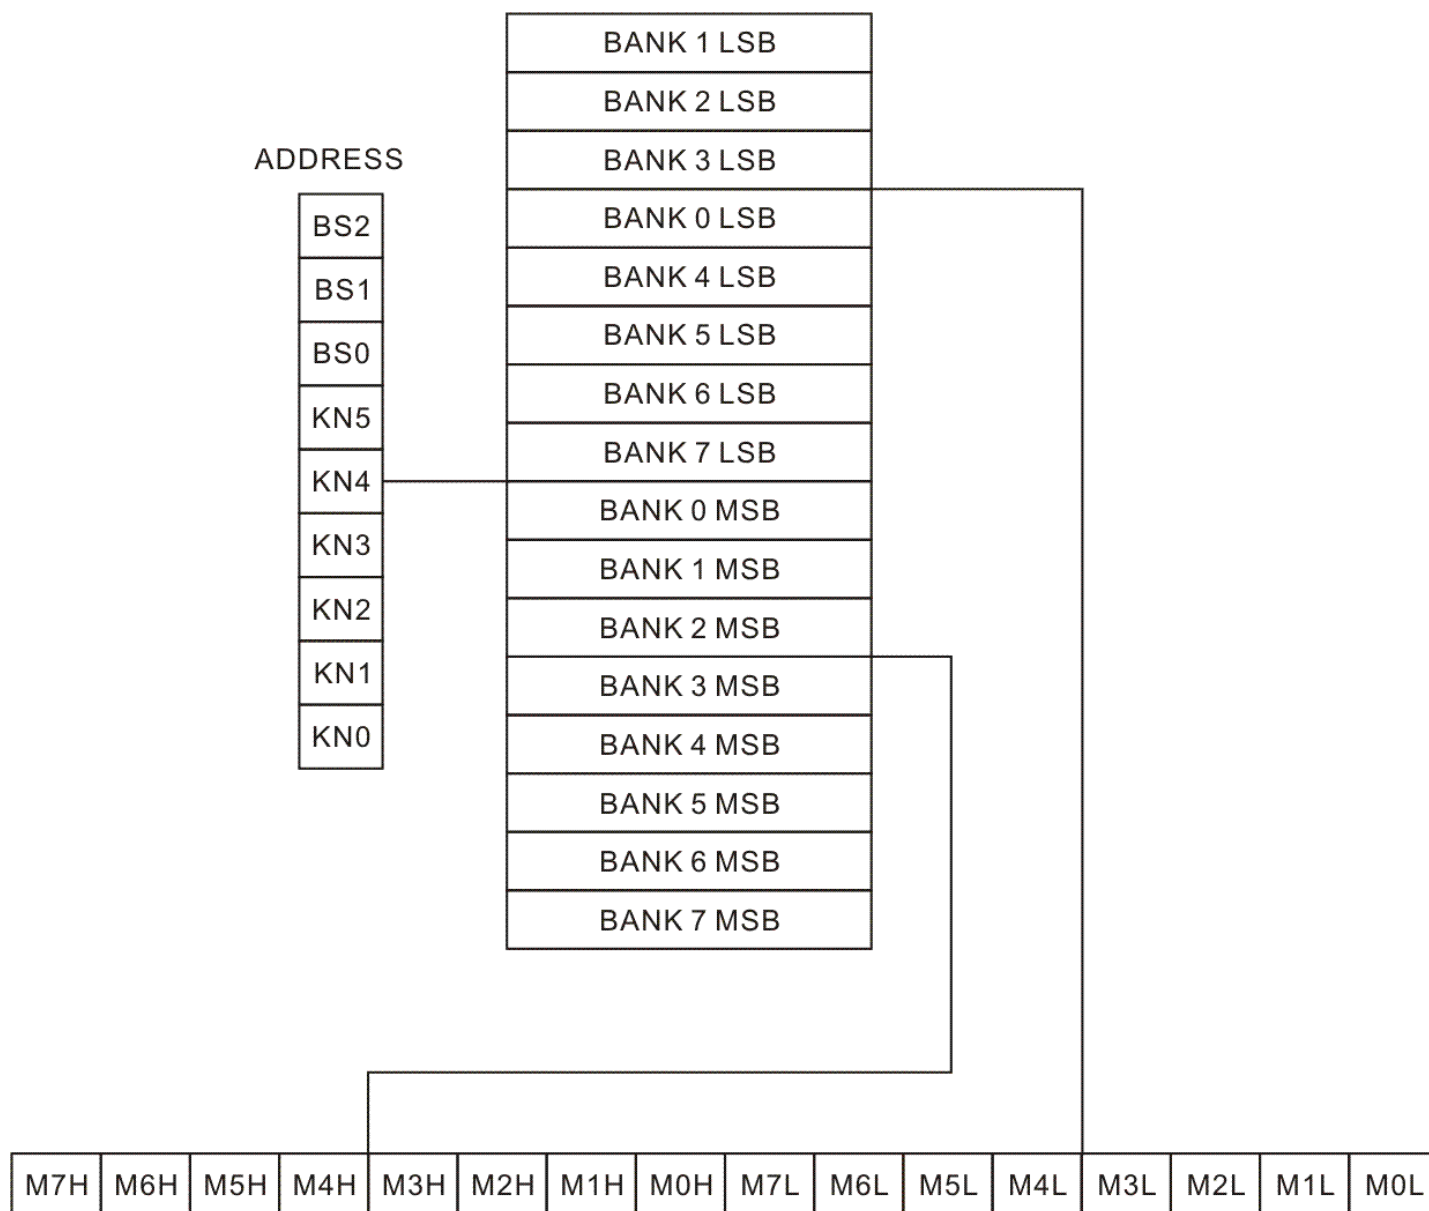 BANK 1 LSB
BANK 2 LSB
BANK 3 LSB
BANK 0 LSB
BANK 4 LSB
BANK 5 LSB
BANK 6 LSB
BANK 7 LSB
BANK 0 MSB
BANK 1 MSB
BANK 2 MSB
BANK 3 MSB
BANK 4 MSB
BANK 5 MSB
BANK 6 MSB
BANK 7 MSB
ADDRESS
BS2
BS1
BS0
KN5
KN4
KN3
KN2
KN1
KN0
M7H M6H M5H M4H M3H M2H M1H M0H M7L M6L M5L M4L M3L M2L M1L M0L